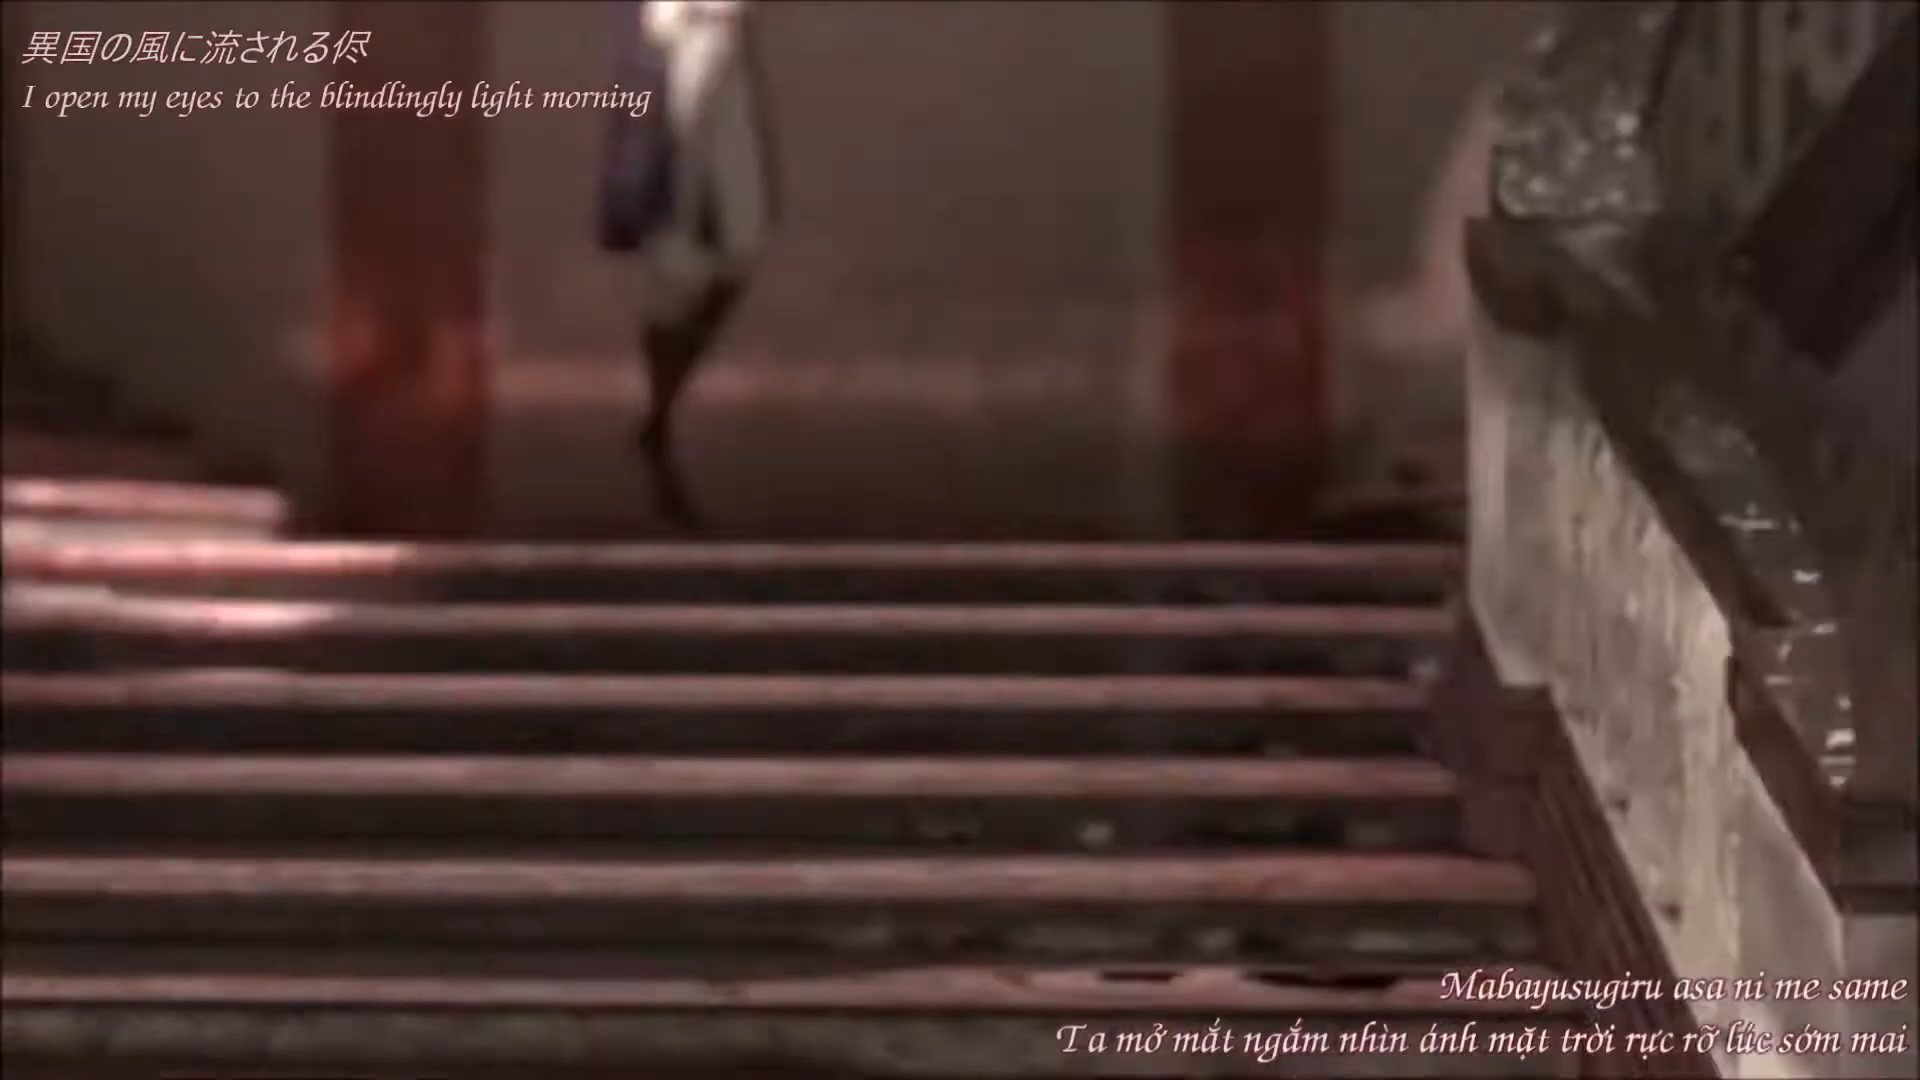 異国の風に流される侭
I open my eyes to the blindlingly light morning
Mabayusugiru asa ni me same
Ta mở mắt ngắm nhìn ánh mặt trời rực rỡ lúc sớm mai